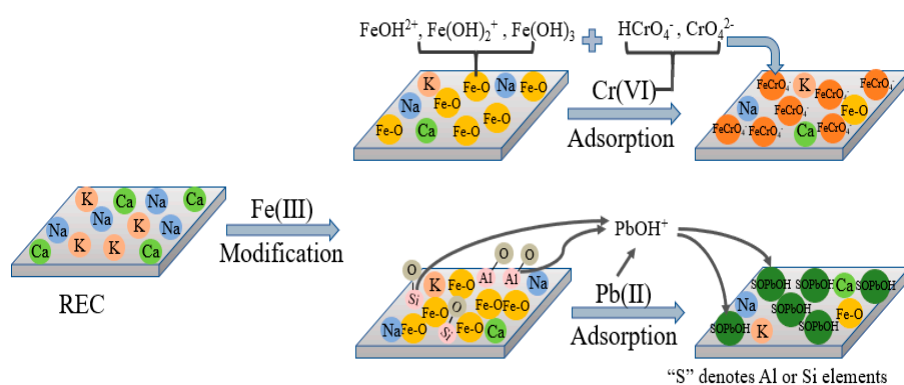 FeOH²⁺, Fe(OH)₂⁺ , Fe(OH)₃
HCrO₄⁻ , CrO₄²⁻
K Fe-O Na Fe-O
Na Fe-O Fe-O
Fe-O Ca Fe-O Fe-O
Cr(VI)
Adsorption
FeCrO₄⁻ K FeCrO₄⁻ FeCrO₄⁻
Na FeCrO₄⁻ Fe-O
FeCrO₄⁻ FeCrO₄⁻ Ca FeCrO₄⁻
K Ca Na Ca
Na Na K Na
Ca K K Ca
REC
Fe(III)
Modification
O O O
Si K Fe-O Al Al Na
Fe-O O Fe-O Fe-O
Na Fe-O Si Fe-O Ca
PbOH⁺
Pb(II)
Adsorption
SOPbOH SOPbOH Ca SOPbOH
Na SOPbOH Fe-O
SOPbOH K SOPbOH
“S” denotes Al or Si elements